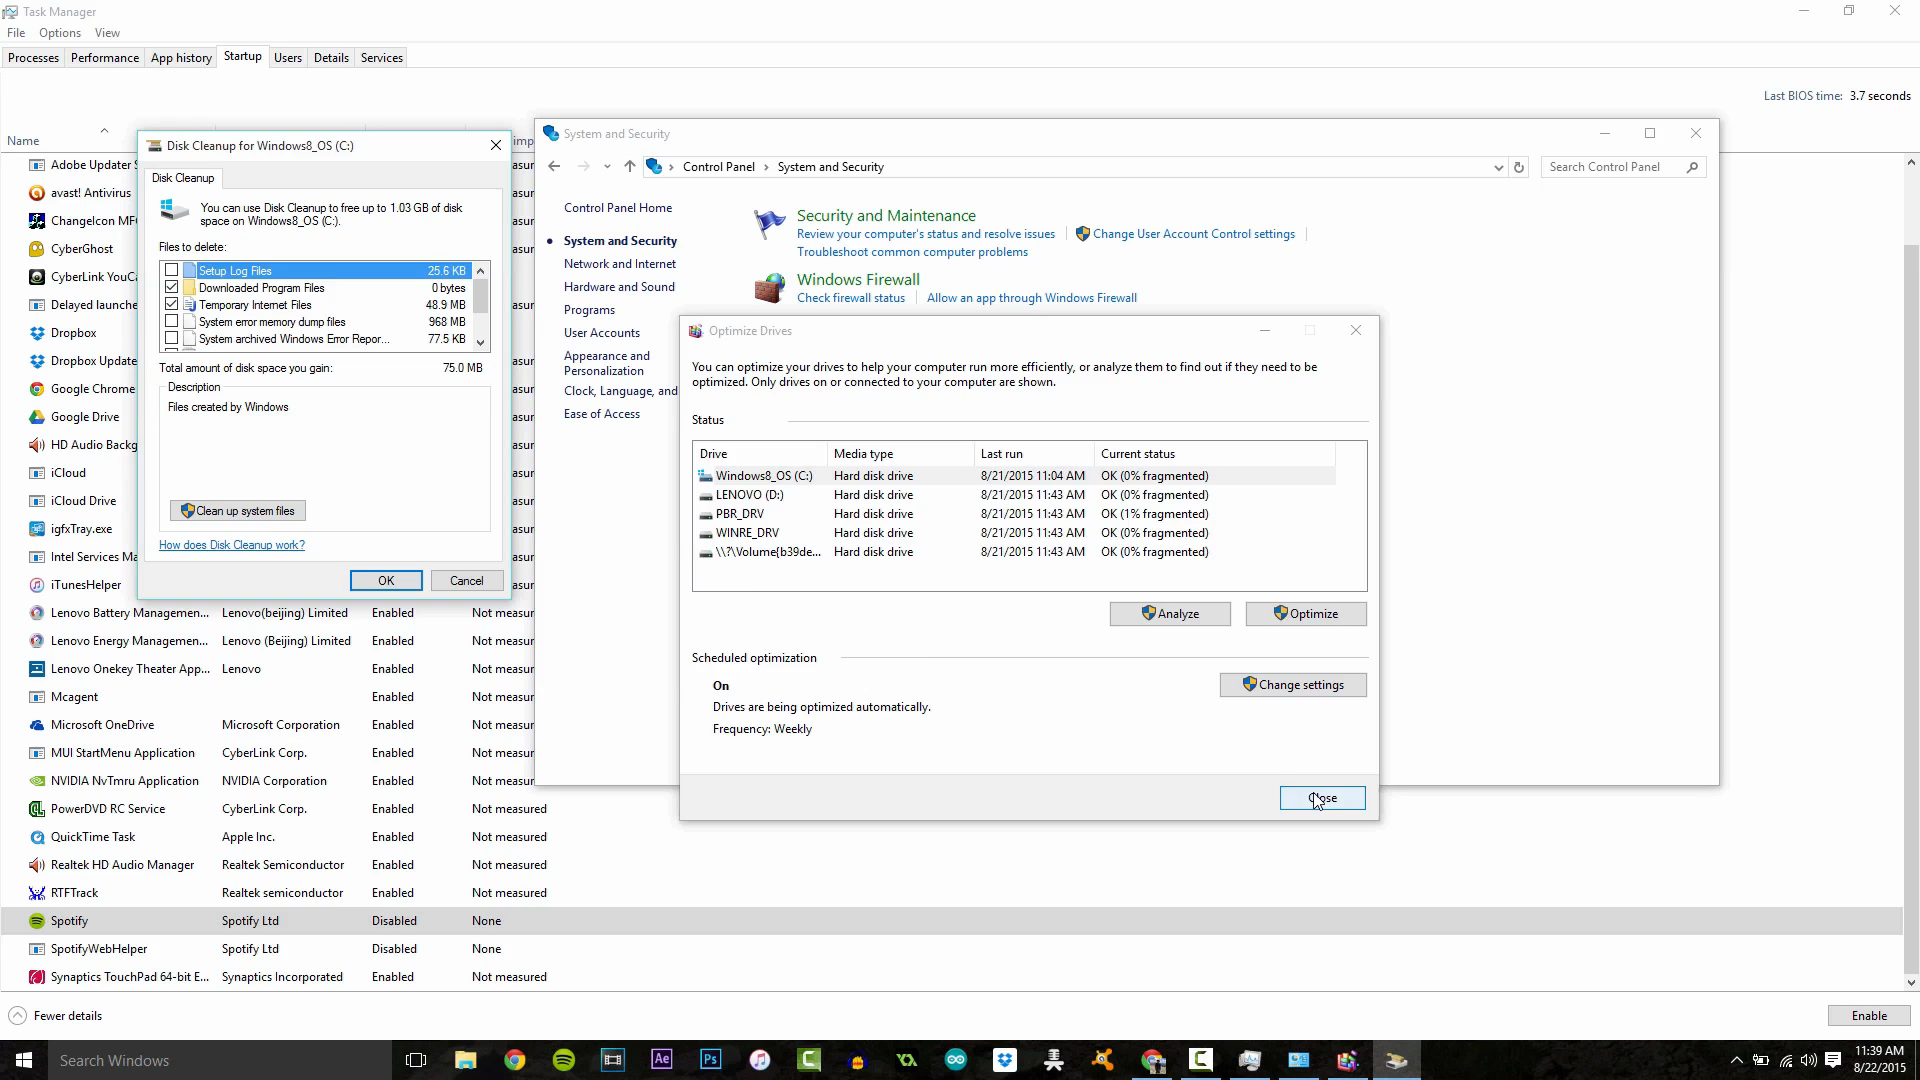 Task Manager
File Options View
Processes Performance App history Startup Users Details Services
Last BIOS time: 3.7 seconds
Name
Adobe Updater
avast! Antivirus
ChangeIcon MF
CyberGhost
CyberLink YouC
Delayed launche
Dropbox
Dropbox Update
Google Chrome
Google Drive
HD Audio Backg
iCloud
iCloud Drive
igfxTray.exe
Intel Services Ma
iTunesHelper
Lenovo Battery Managemen... Lenovo(beijing) Limited Enabled Not measur
Lenovo Energy Managemen... Lenovo (Beijing) Limited Enabled Not measur
Lenovo Onekey Theater App... Lenovo Enabled Not measur
Mcagent Enabled Not measur
Microsoft OneDrive Microsoft Corporation Enabled Not measur
MUI StartMenu Application CyberLink Corp. Enabled Not measur
NVIDIA NvTmru Application NVIDIA Corporation Enabled Not measur
PowerDVD RC Service CyberLink Corp. Enabled Not measured
QuickTime Task Apple Inc. Enabled Not measured
Realtek HD Audio Manager Realtek Semiconductor Enabled Not measured
RTFTrack Realtek semiconductor Enabled Not measured
Spotify Spotify Ltd Disabled None
SpotifyWebHelper Spotify Ltd Disabled None
Synaptics TouchPad 64-bit E... Synaptics Incorporated Enabled Not measured
Fewer details
Enable
Disk Cleanup for Windows8_OS (C:)
Disk Cleanup
You can use Disk Cleanup to free up to 1.03 GB of disk
space on Windows8_OS (C:).
Files to delete:
Setup Log Files 25.6 KB
Downloaded Program Files 0 bytes
Temporary Internet Files 48.9 MB
System error memory dump files 968 MB
System archived Windows Error Repor... 77.5 KB
Total amount of disk space you gain: 75.0 MB
Description
Files created by Windows
Clean up system files
How does Disk Cleanup work?
OK Cancel
System and Security
Control Panel System and Security
Search Control Panel
Control Panel Home
System and Security
Network and Internet
Hardware and Sound
Programs
User Accounts
Appearance and
Personalization
Clock, Language, and
Ease of Access
Security and Maintenance
Review your computer's status and resolve issues Change User Account Control settings
Troubleshoot common computer problems
Windows Firewall
Check firewall status Allow an app through Windows Firewall
Optimize Drives
You can optimize your drives to help your computer run more efficiently, or analyze them to find out if they need to be
optimized. Only drives on or connected to your computer are shown.
Status
Drive Media type Last run Current status
Windows8_OS (C:) Hard disk drive 8/21/2015 11:04 AM OK (0% fragmented)
LENOVO (D:) Hard disk drive 8/21/2015 11:43 AM OK (0% fragmented)
PBR_DRV Hard disk drive 8/21/2015 11:43 AM OK (1% fragmented)
WINRE_DRV Hard disk drive 8/21/2015 11:43 AM OK (0% fragmented)
\\?\Volume{b39de... Hard disk drive 8/21/2015 11:43 AM OK (0% fragmented)
Analyze Optimize
Scheduled optimization
On
Drives are being optimized automatically.
Frequency: Weekly
Change settings
Close
Search Windows
Ae
Ps
11:39 AM
8/22/2015